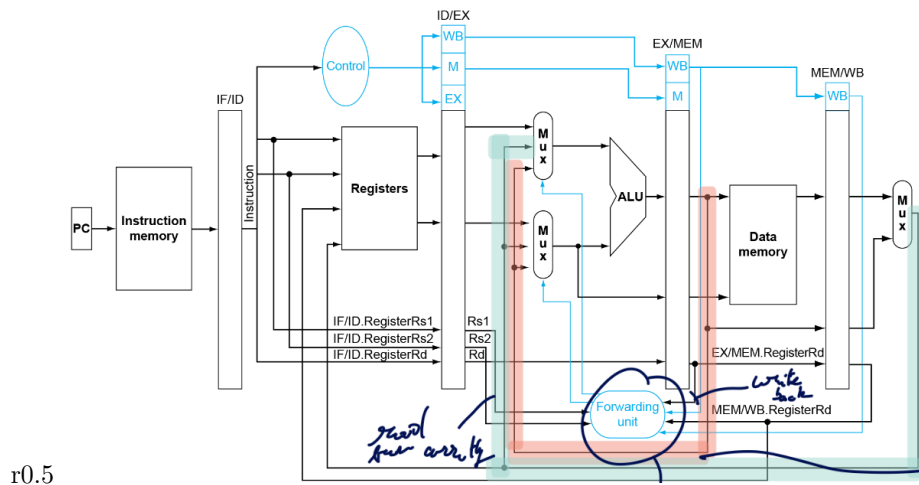 ID/EX
WB
EX/MEM
Control
M
WB
MEM/WB
IF/ID
EX
M
WB
Mux
Mux
Registers
Instruction
ALU
PC
Instruction memory
Mux
Data memory
IF/ID.RegisterRs1
Rs1
IF/ID.RegisterRs2
Rs2
IF/ID.RegisterRd
Rd
EX/MEM.RegisterRd
write back
Forwarding unit
MEM/WB.RegisterRd
r0.5